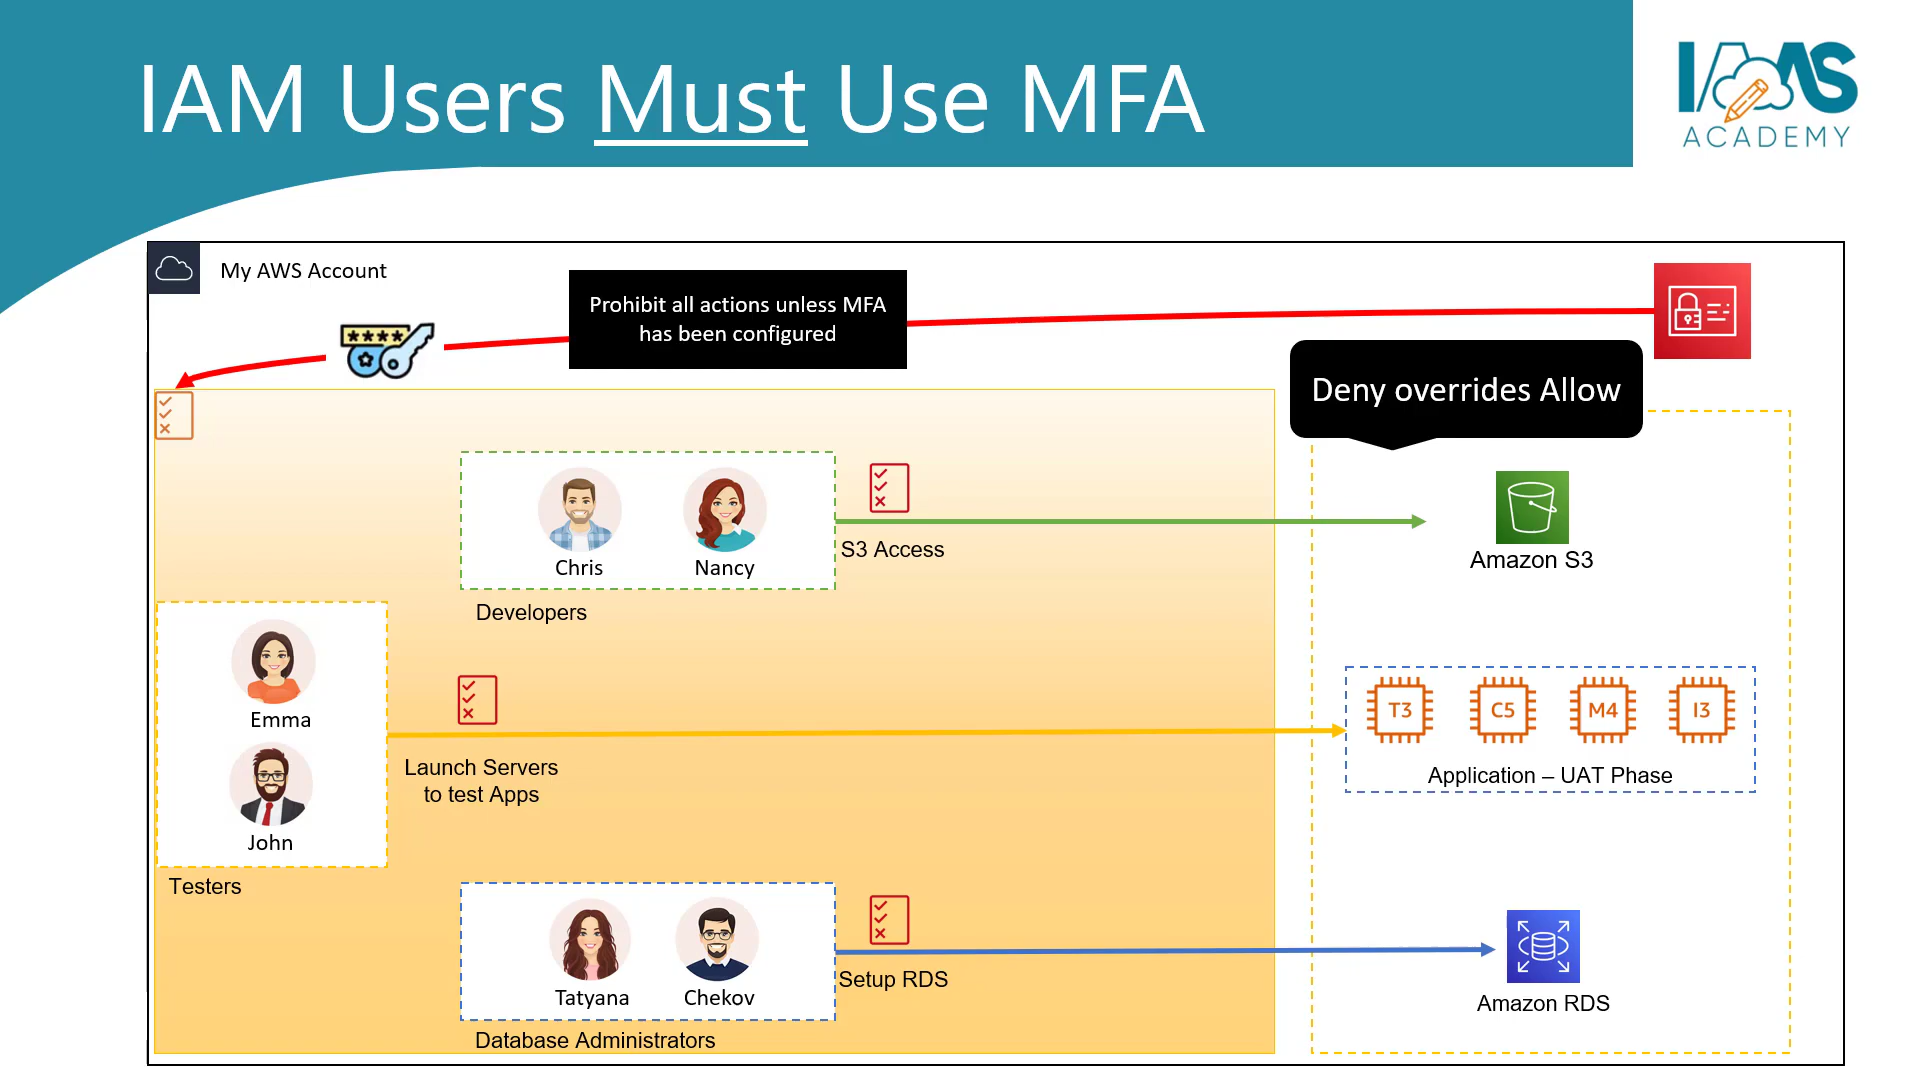 IAM Users Must Use MFA
IAAS
ACADEMY
My AWS Account
Prohibit all actions unless MFA
has been configured
****
Deny overrides Allow
Chris
Nancy
S3 Access
Developers
Amazon S3
Emma
John
Testers
Launch Servers
to test Apps
T3
C5
M4
I3
Application – UAT Phase
Tatyana
Chekov
Setup RDS
Database Administrators
Amazon RDS